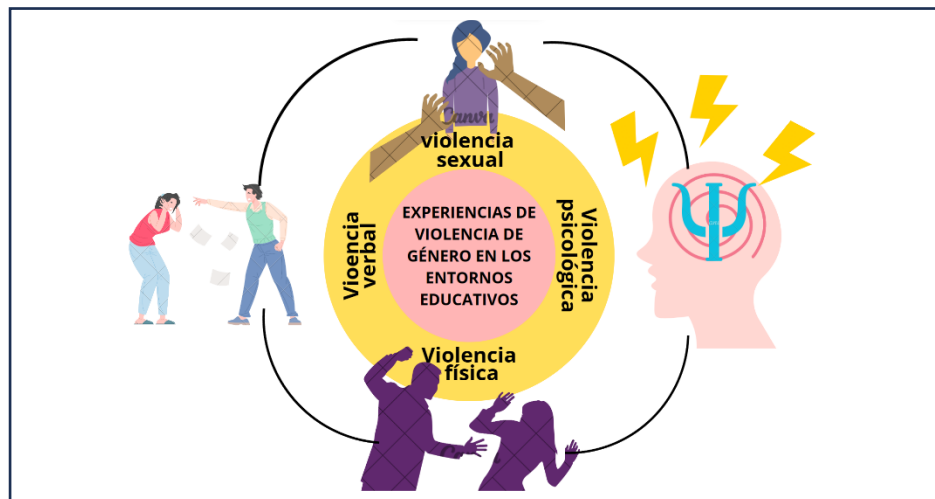 Canva
violencia
sexual
EXPERIENCIAS DE
VIOLENCIA DE
GÉNERO EN LOS
ENTORNOS
EDUCATIVOS
Vioencia
verbal
Violencia
psicológica
Violencia
física